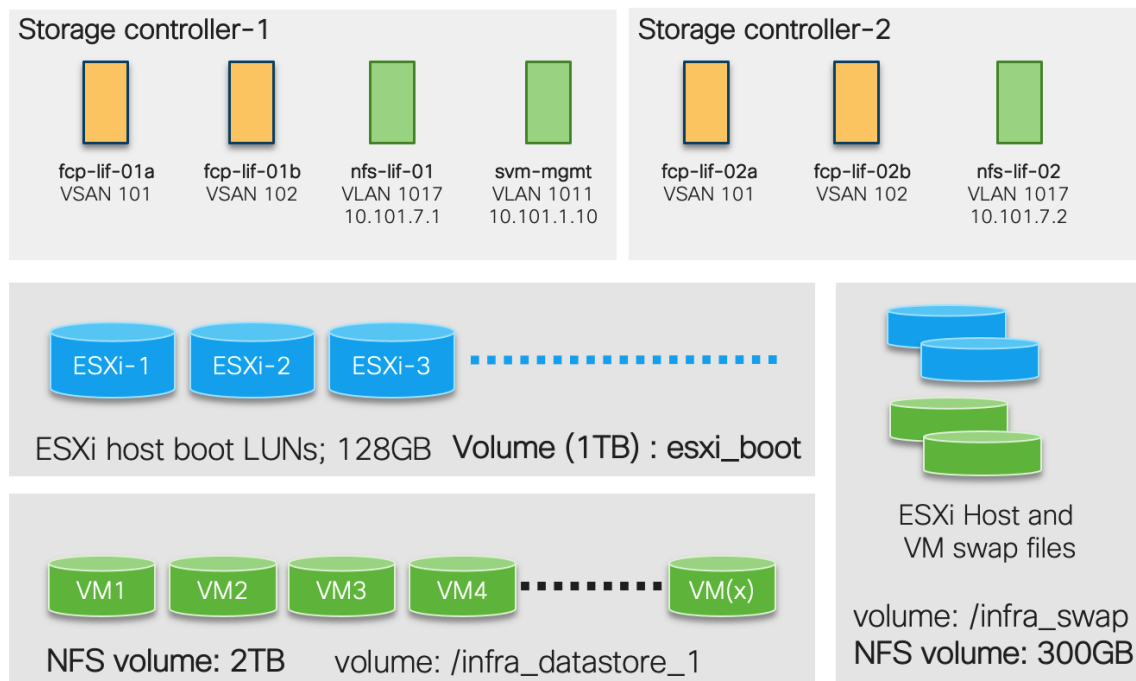 Storage controller-1
fcp-lif-01a
VSAN 101
fcp-lif-01b
VSAN 102
nfs-lif-01
VLAN 1017
10.101.7.1
svm-mgmt
VLAN 1011
10.101.1.10
Storage controller-2
fcp-lif-02a
VSAN 101
fcp-lif-02b
VSAN 102
nfs-lif-02
VLAN 1017
10.101.7.2
ESXi-1
ESXi-2
ESXi-3
ESXi host boot LUNs; 128GB
Volume (1TB) : esxi_boot
VM1
VM2
VM3
VM4
VM(x)
NFS volume: 2TB
volume: /infra_datastore_1
ESXi Host and
VM swap files
volume: /infra_swap
NFS volume: 300GB